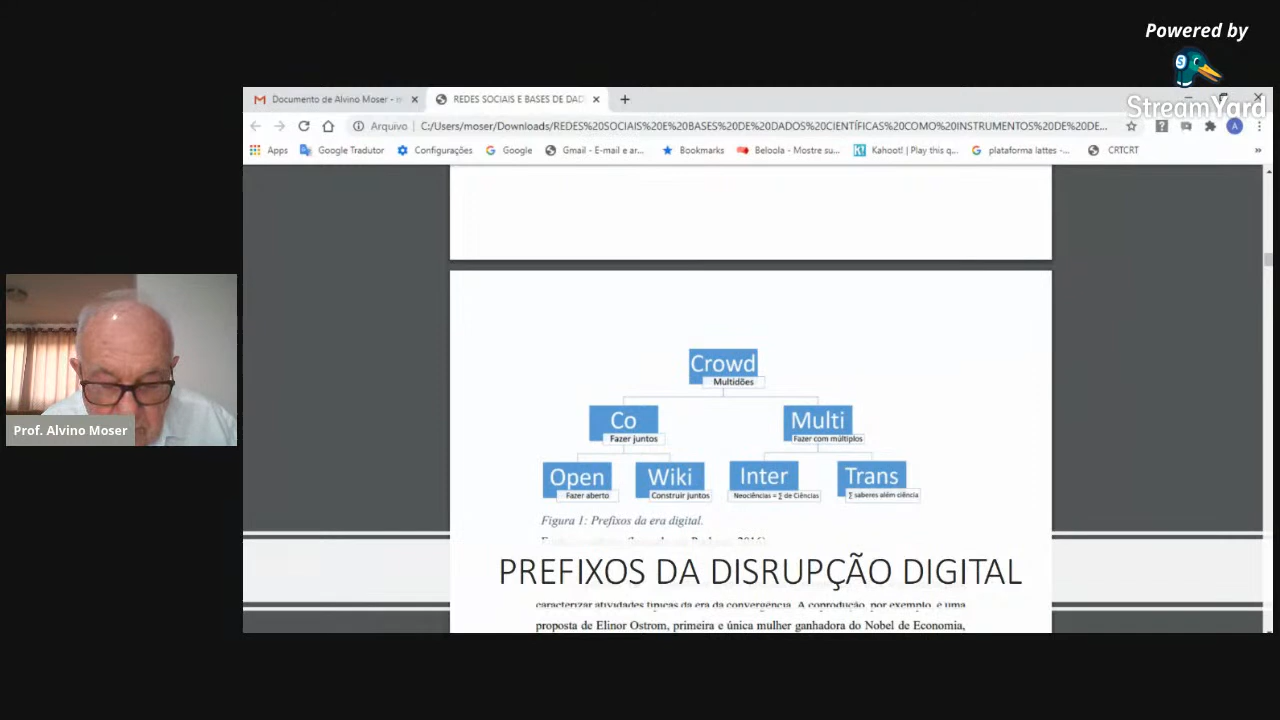 Powered by
StreamYard
Documento de Alvino Moser -
REDES SOCIAIS E BASES DE DAD
Arquivo
C:/Users/moser/Downloads/REDES%20SOCIAIS%20E%20BASES%20DE%20DADOS%20CIENTÍFICAS%20COMO%20INSTRUMENTOS%20DE%20DE...
Apps
Google Tradutor
Configurações
Google
Gmail - E-mail e ar...
Bookmarks
Beloola - Mostre su...
Kahoot! | Play this q...
plataforma lattes -...
CRTCRT
»
Crowd
Multidões
Co
Fazer juntos
Multi
Fazer com múltiplos
Open
Fazer aberto
Wiki
Construir juntos
Inter
Neociências = ∑ de Ciências
Trans
∑ saberes além ciência
Figura 1: Prefixos da era digital.
PREFIXOS DA DISRUPÇÃO DIGITAL
caracterizar atividades típicas da era da convergência. A coprodução, por exemplo, é uma
proposta de Elinor Ostrom, primeira e única mulher ganhadora do Nobel de Economia,
Prof. Alvino Moser